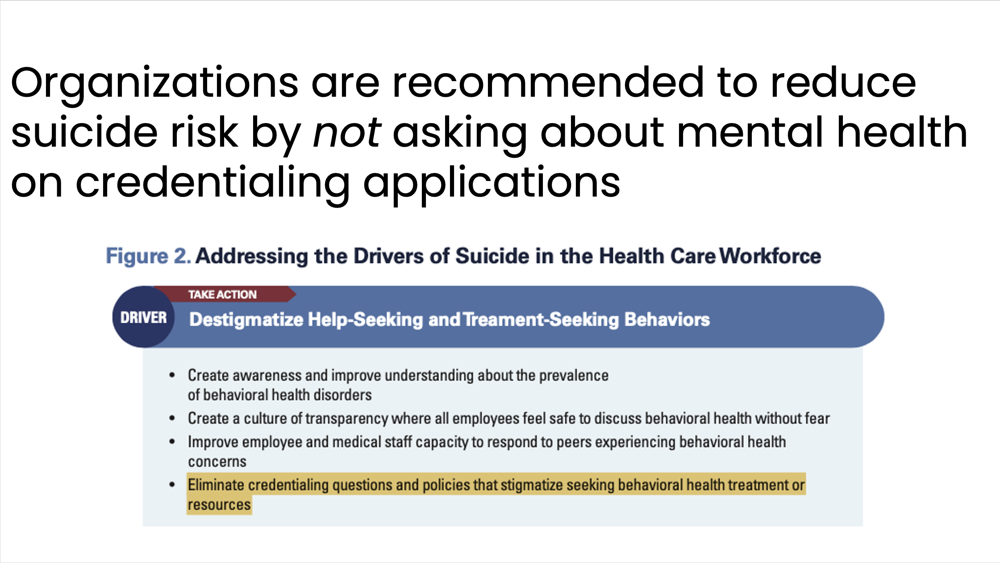 Organizations are recommended to reduce
suicide risk by not asking about mental health
on credentialing applications
Figure 2. Addressing the Drivers of Suicide in the Health Care Workforce
TAKE ACTION
DRIVER
Destigmatize Help-Seeking and Treament-Seeking Behaviors
• Create awareness and improve understanding about the prevalence
of behavioral health disorders
• Create a culture of transparency where all employees feel safe to discuss behavioral health without fear
• Improve employee and medical staff capacity to respond to peers experiencing behavioral health
concerns
• Eliminate credentialing questions and policies that stigmatize seeking behavioral health treatment or
resources